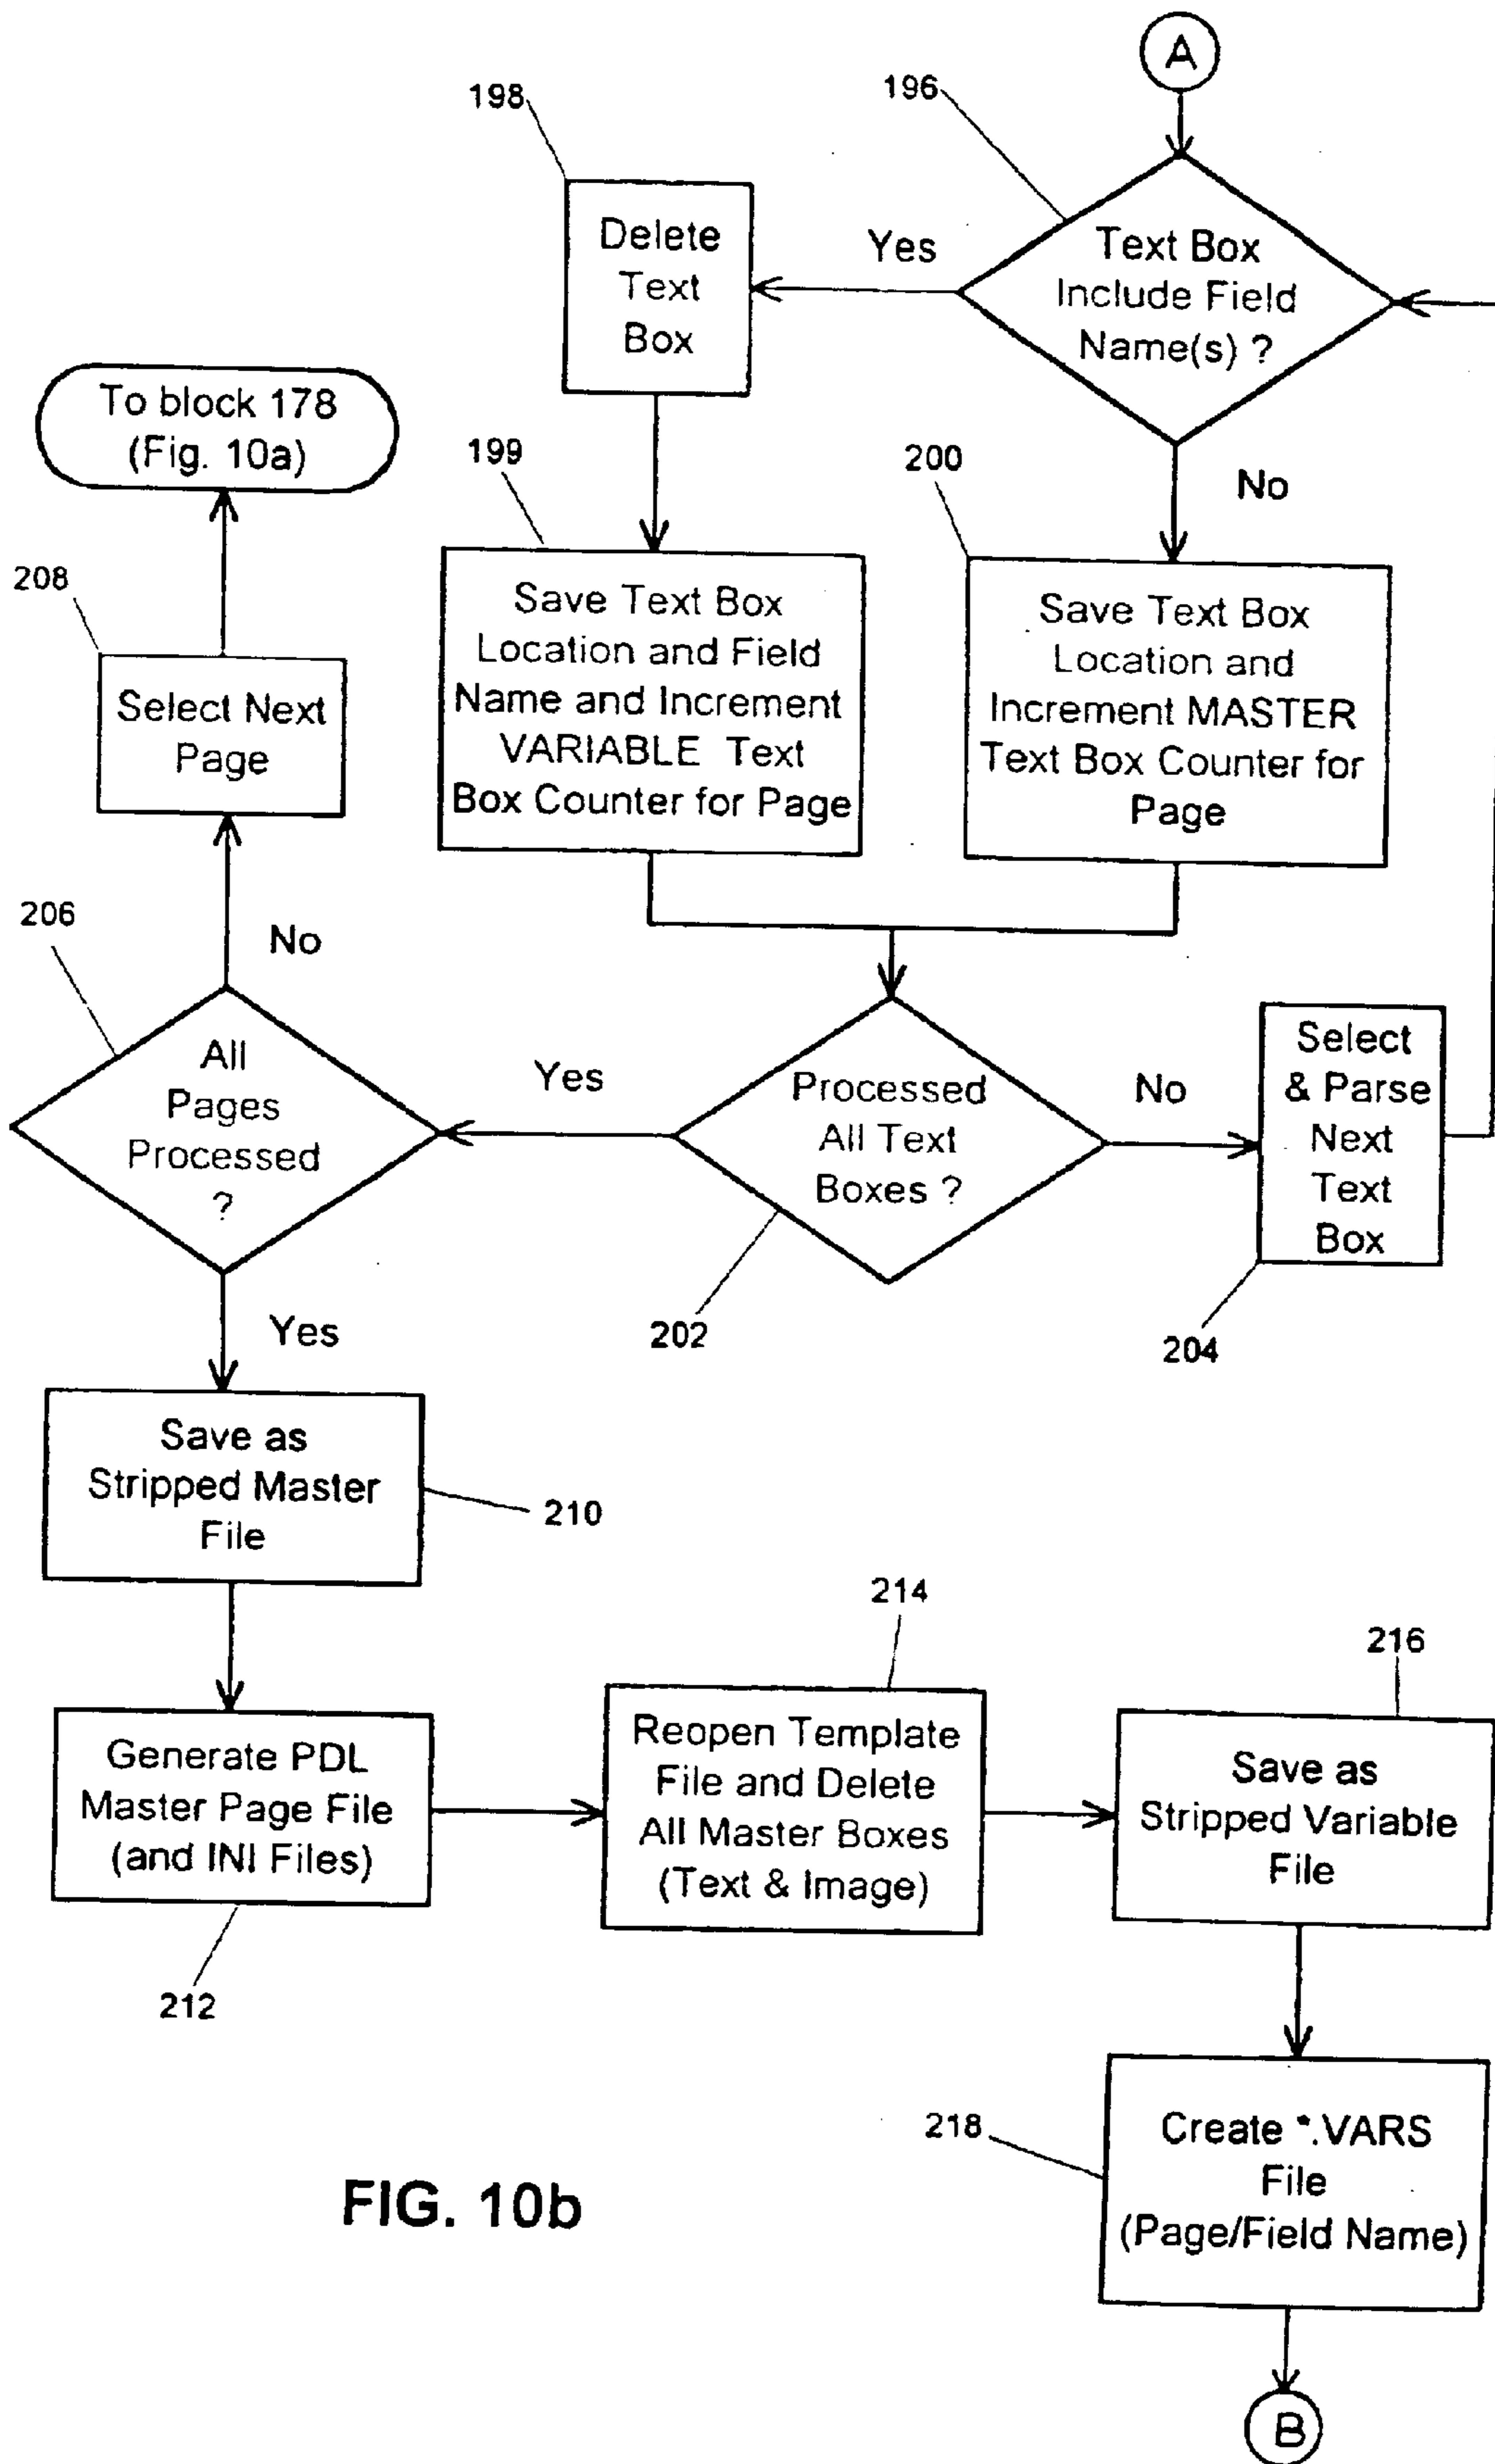 A
196
Text Box
Include Field
Name(s) ?
Yes
No
198
Delete
Text
Box
To block 178
(Fig. 10a)
199
Save Text Box
Location and Field
Name and Increment
VARIABLE Text
Box Counter for Page
200
Save Text Box
Location and
Increment MASTER
Text Box Counter for
Page
208
Select Next
Page
206
No
All
Pages
Processed
?
Yes
Yes
Processed
All Text
Boxes ?
202
No
Select
& Parse
Next
Text
Box
204
Save as
Stripped Master
File
210
Generate PDL
Master Page File
(and INI Files)
212
214
Reopen Template
File and Delete
All Master Boxes
(Text & Image)
216
Save as
Stripped Variable
File
218
Create *.VARS
File
(Page/Field Name)
B
FIG. 10b